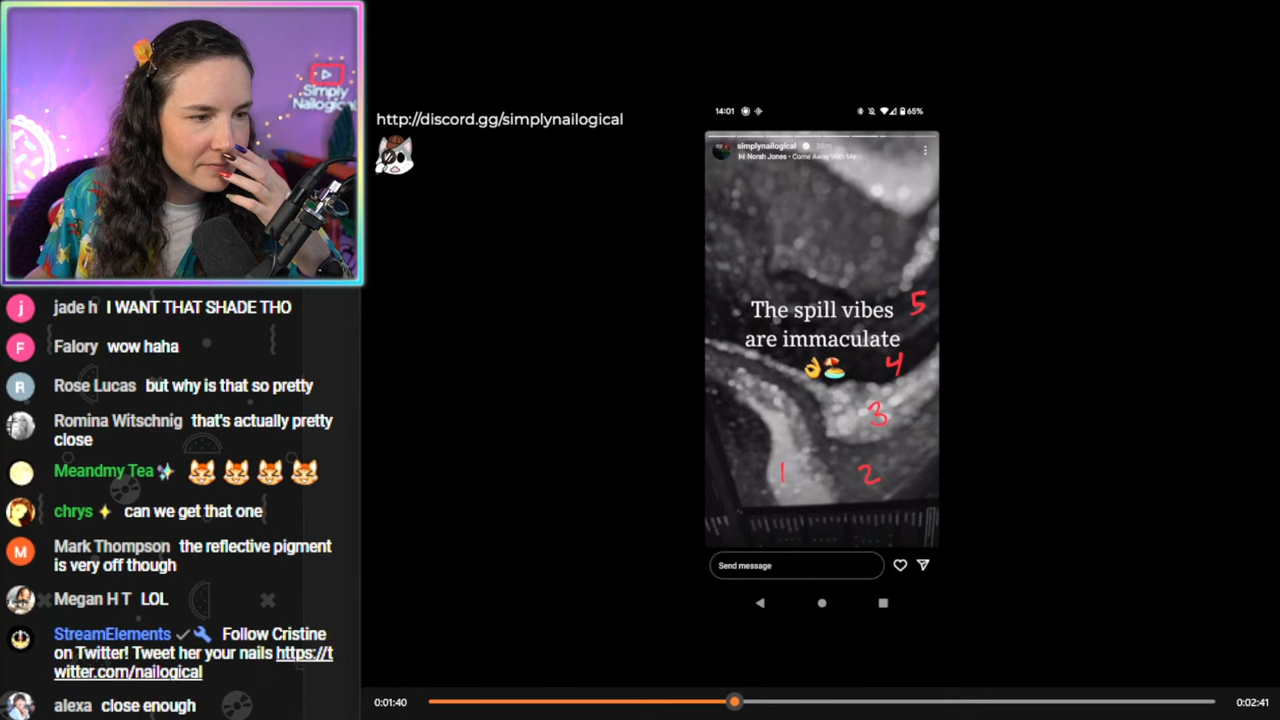 Simply
Nailogical
http://discord.gg/simplynailogical
14:01
65%
simplynailogical 38m
Norah Jones • Come Away With Me
The spill vibes
are immaculate
👌🏖️
5
4
3
1
2
Send message
jade h I WANT THAT SHADE THO
Falory wow haha
Rose Lucas but why is that so pretty
Romina Witschnig that's actually pretty
close
Meandmy Tea
chrys can we get that one
Mark Thompson the reflective pigment
is very off though
Megan H T LOL
StreamElements Follow Cristine
on Twitter! Tweet her your nails https://t
witter.com/nailogical
alexa close enough
0:01:40
0:02:41